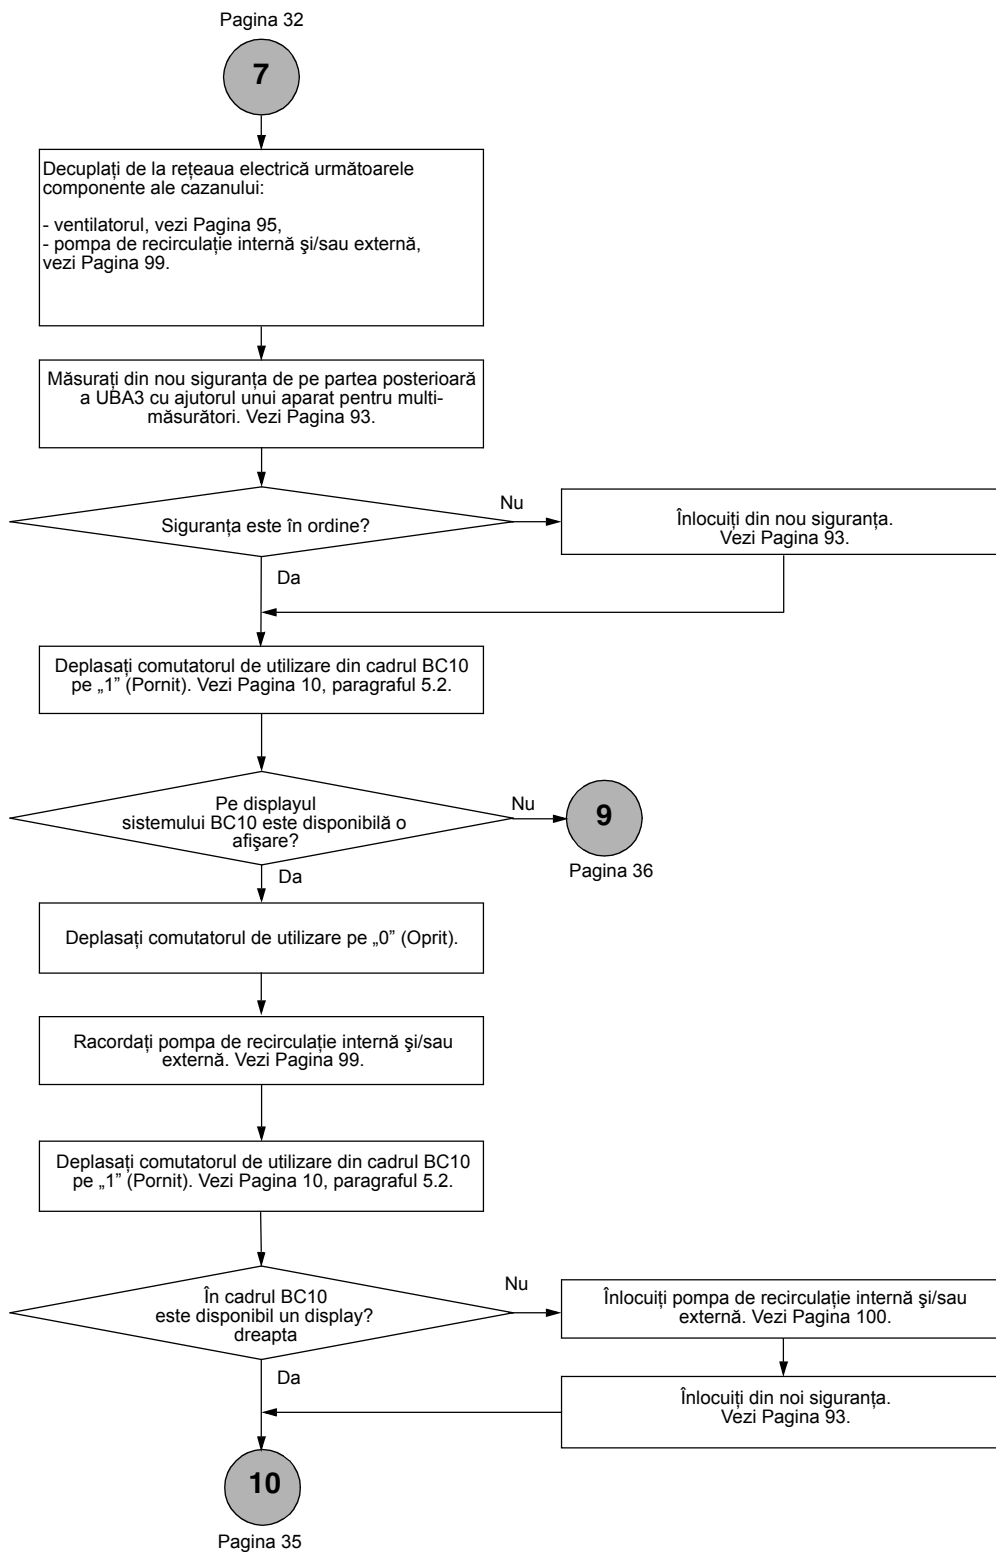 Pagina 32
7
Decuplați de la rețeaua electrică următoarele
componente ale cazanului:
- ventilatorul, vezi Pagina 95,
- pompa de recirculație internă și/sau externă,
vezi Pagina 99.
Măsurați din nou siguranța de pe partea posterioară
a UBA3 cu ajutorul unui aparat pentru multi-
măsurători. Vezi Pagina 93.
Siguranța este în ordine?
Nu
Înlocuiți din nou siguranța.
Vezi Pagina 93.
Da
Deplasați comutatorul de utilizare din cadrul BC10
pe „1” (Pornit). Vezi Pagina 10, paragraful 5.2.
Pe displayul
sistemului BC10 este disponibilă o
afişare?
Nu
9
Pagina 36
Da
Deplasați comutatorul de utilizare pe „0” (Oprit).
Racordați pompa de recirculație internă şi/sau
externă. Vezi Pagina 99.
Deplasați comutatorul de utilizare din cadrul BC10
pe „1” (Pornit). Vezi Pagina 10, paragraful 5.2.
În cadrul BC10
este disponibil un display?
dreapta
Nu
Înlocuiți pompa de recirculație internă şi/sau
externă. Vezi Pagina 100.
Da
Înlocuiți din noi siguranța.
Vezi Pagina 93.
10
Pagina 35